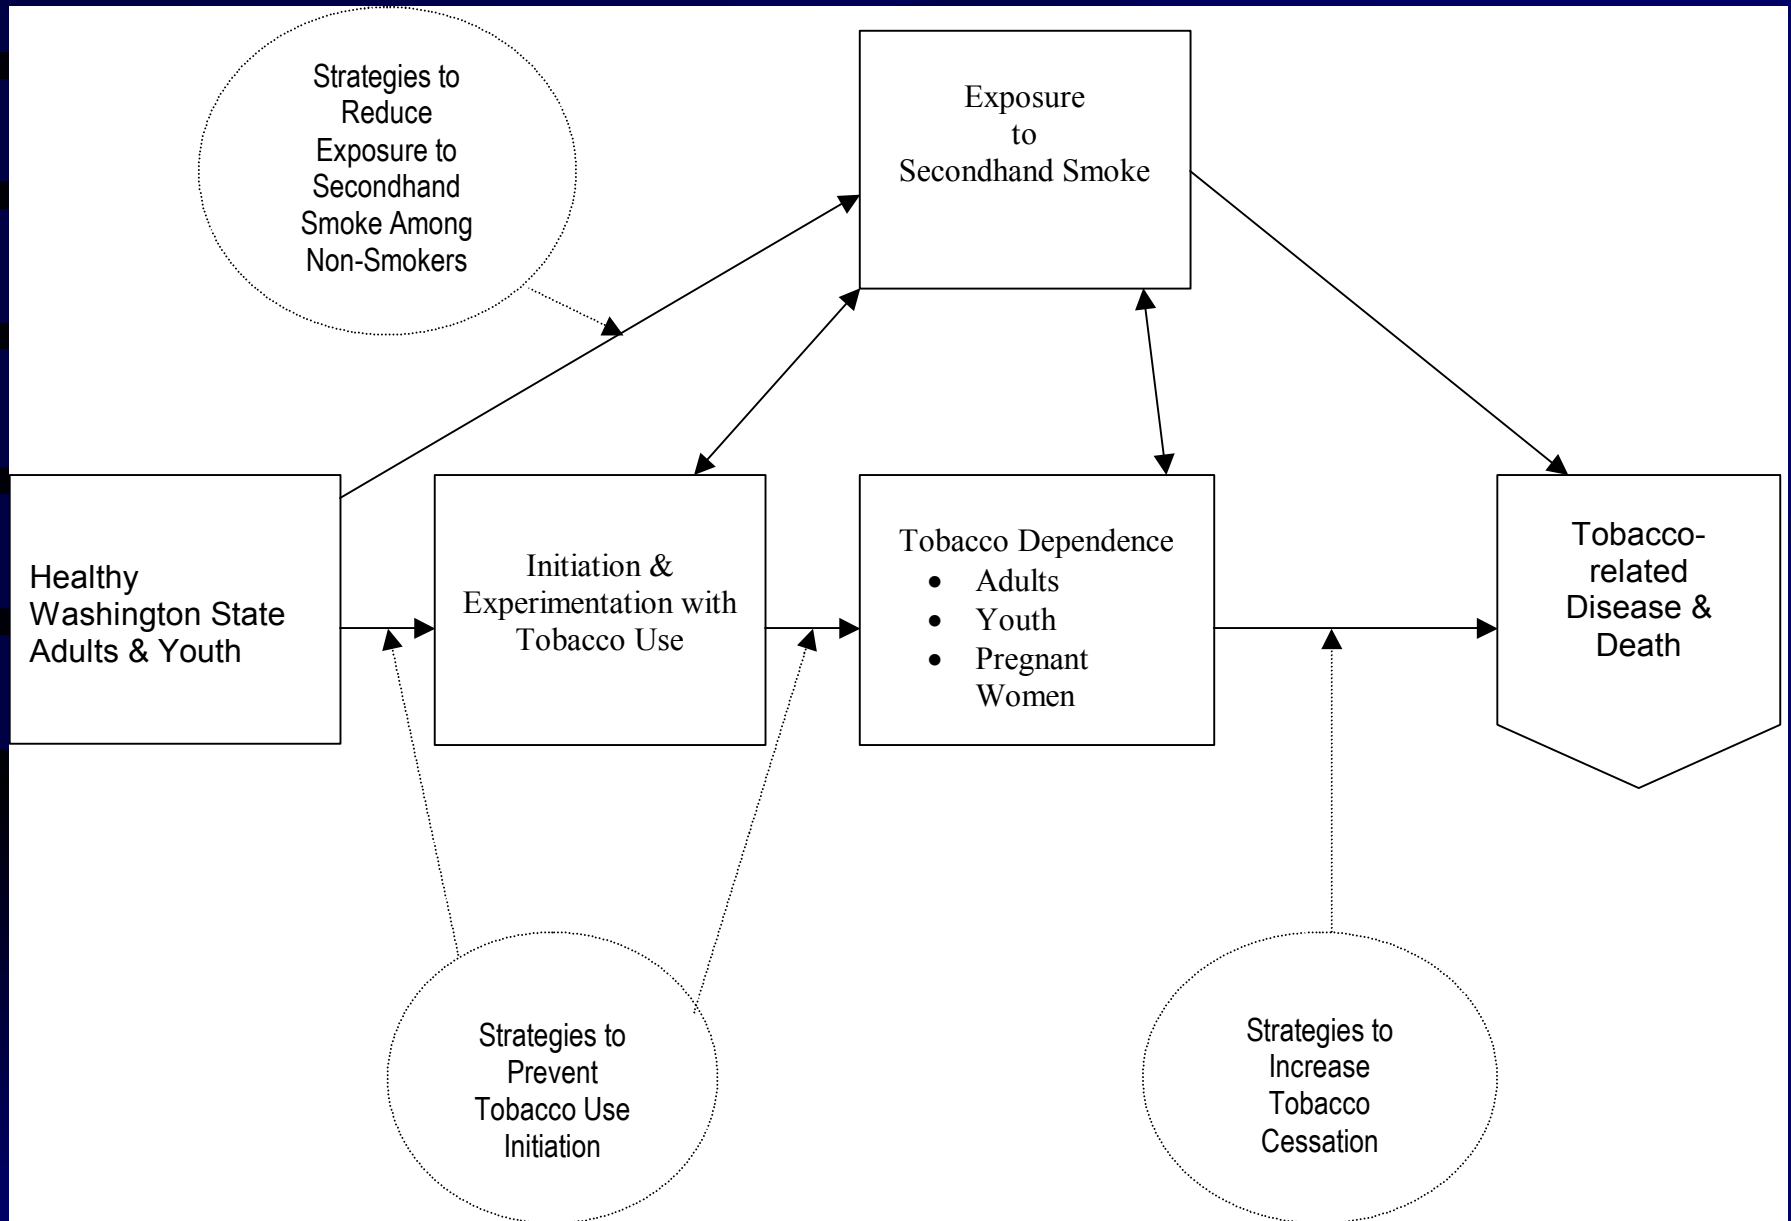 Strategies to
Reduce
Exposure to
Secondhand
Smoke Among
Non-Smokers
Exposure
to
Secondhand Smoke
Healthy
Washington State
Adults & Youth
Initiation &
Experimentation with
Tobacco Use
Tobacco Dependence
• Adults
• Youth
• Pregnant
Women
Tobacco-
related
Disease &
Death
Strategies to
Prevent
Tobacco Use
Initiation
Strategies to
Increase
Tobacco
Cessation